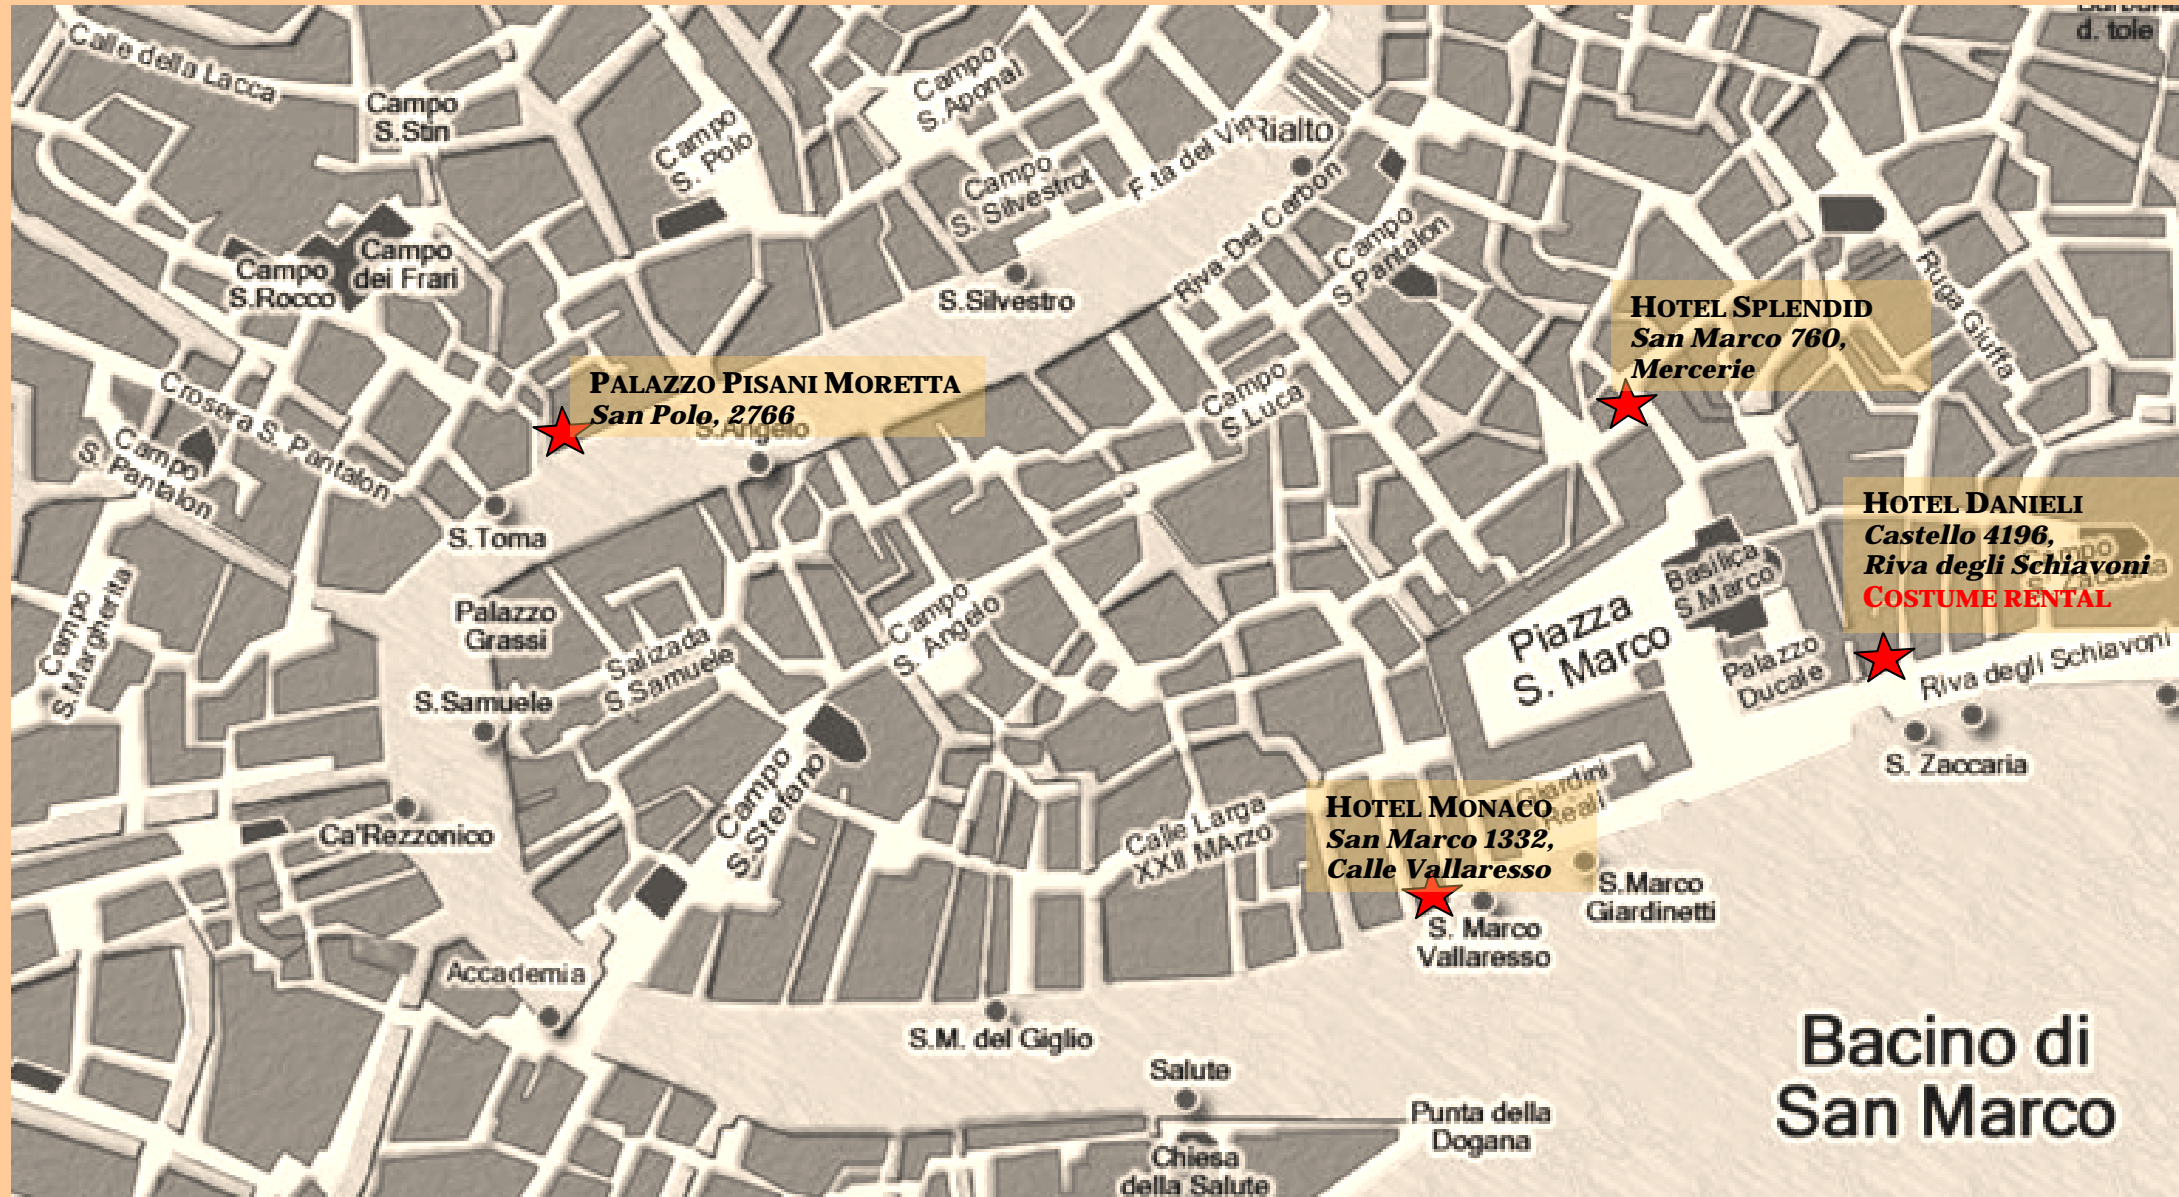 d. tole
Calle della Lacca
Campo
S.Stin
Campo
S. Polo
Campo
S.Aponal
Campo
S. Silvestrot
F.ta del Vin
Rialto
Riva Del Carbon
Campo
S.Pantalon
Campo
S.Rocco
Campo
dei Frari
S.Silvestro
Ruga Giuffa
HOTEL SPLENDID
San Marco 760,
Mercerie
PALAZZO PISANI MORETTA
San Polo, 2766
S.Angelo
Crosera S. Pantalon
Campo
S. Pantalon
Campo
S.Luca
S.Toma
HOTEL DANIELI
Castello 4196,
Riva degli Schiavoni
COSTUME RENTAL
Campo
S. Zaccaria
Basilica
S.Marco
Piazza
S. Marco
Palazzo
Ducale
Riva degli Schiavoni
S. Zaccaria
Campo
S.Margherita
Palazzo
Grassi
Salizada
S.Samuele
Campo
S. Angelo
S.Samuele
Campo
S.Stefano
Ca'Rezzonico
Calle Larga
XXII MArzo
Giardini
Reali
HOTEL MONACO
San Marco 1332,
Calle Vallaresso
S.Marco
Giardinetti
S. Marco
Vallaresso
Accademia
S.M. del Giglio
Salute
Punta della
Dogana
Chiesa
della Salute
Bacino di
San Marco